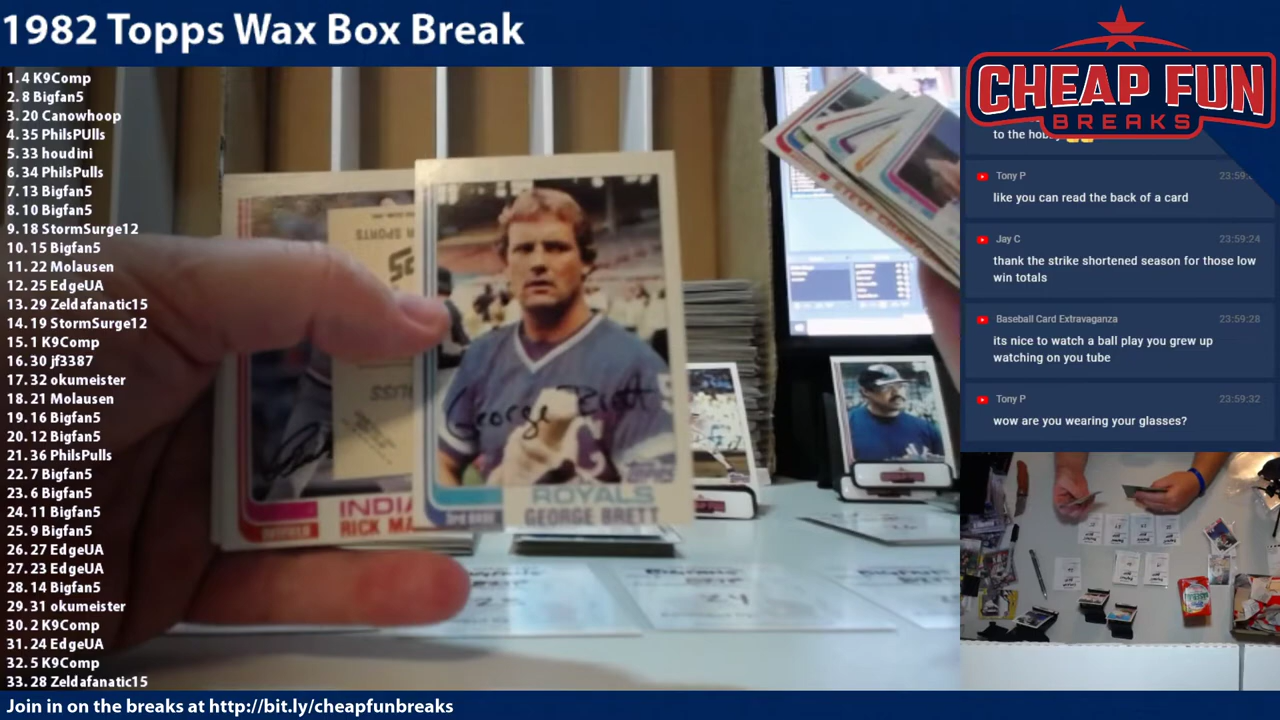 1982 Topps Wax Box Break
1. 4 K9Comp
2. 8 Bigfan5
3. 20 Canowhoop
4. 35 PhilsPUlls
5. 33 houdini
6. 34 PhilsPulls
7. 13 Bigfan5
8. 10 Bigfan5
9. 18 StormSurge12
10. 15 Bigfan5
11. 22 Molausen
12. 25 EdgeUA
13. 29 Zeldafanatic15
14. 19 StormSurge12
15. 1 K9Comp
16. 30 jf3387
17. 32 okumeister
18. 21 Molausen
19. 16 Bigfan5
20. 12 Bigfan5
21. 36 PhilsPulls
22. 7 Bigfan5
23. 6 Bigfan5
24. 11 Bigfan5
25. 9 Bigfan5
26. 27 EdgeUA
27. 23 EdgeUA
28. 14 Bigfan5
29. 31 okumeister
30. 2 K9Comp
31. 24 EdgeUA
32. 5 K9Comp
33. 28 Zeldafanatic15
George Brett
topps
ROYALS
GEORGE BRETT
INDIA
RICK MA
OUTFIELD
CHEAP FUN
BREAKS
to the hobby
Tony P
like you can read the back of a card
Jay C 23:59:24
thank the strike shortened season for those low
win totals
Baseball Card Extravaganza 23:59:28
its nice to watch a ball play you grew up
watching on you tube
Tony P 23:59:32
wow are you wearing your glasses?
Join in on the breaks at http://bit.ly/cheapfunbreaks